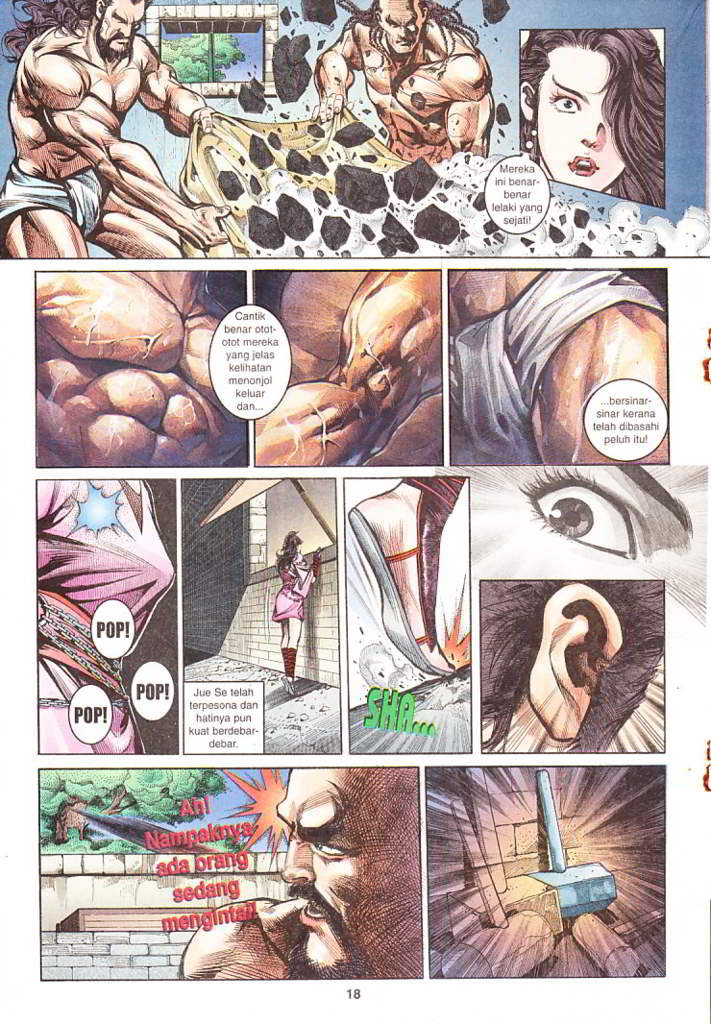 Mereka
ini benar-
benar
lelaki yang
sejati!
Cantik
benar otot-
otot mereka
yang jelas
kelihatan
menonjol
keluar
dan...
...bersinar-
sinar kerana
telah dibasahi
peluh itu!
POP!
POP!
POP!
Jue Se telah
terpesona dan
hatinya pun
kuat berdebar-
debar.
SHA...
Ah!
Nampaknya
ada orang
sedang
mengintai!
18